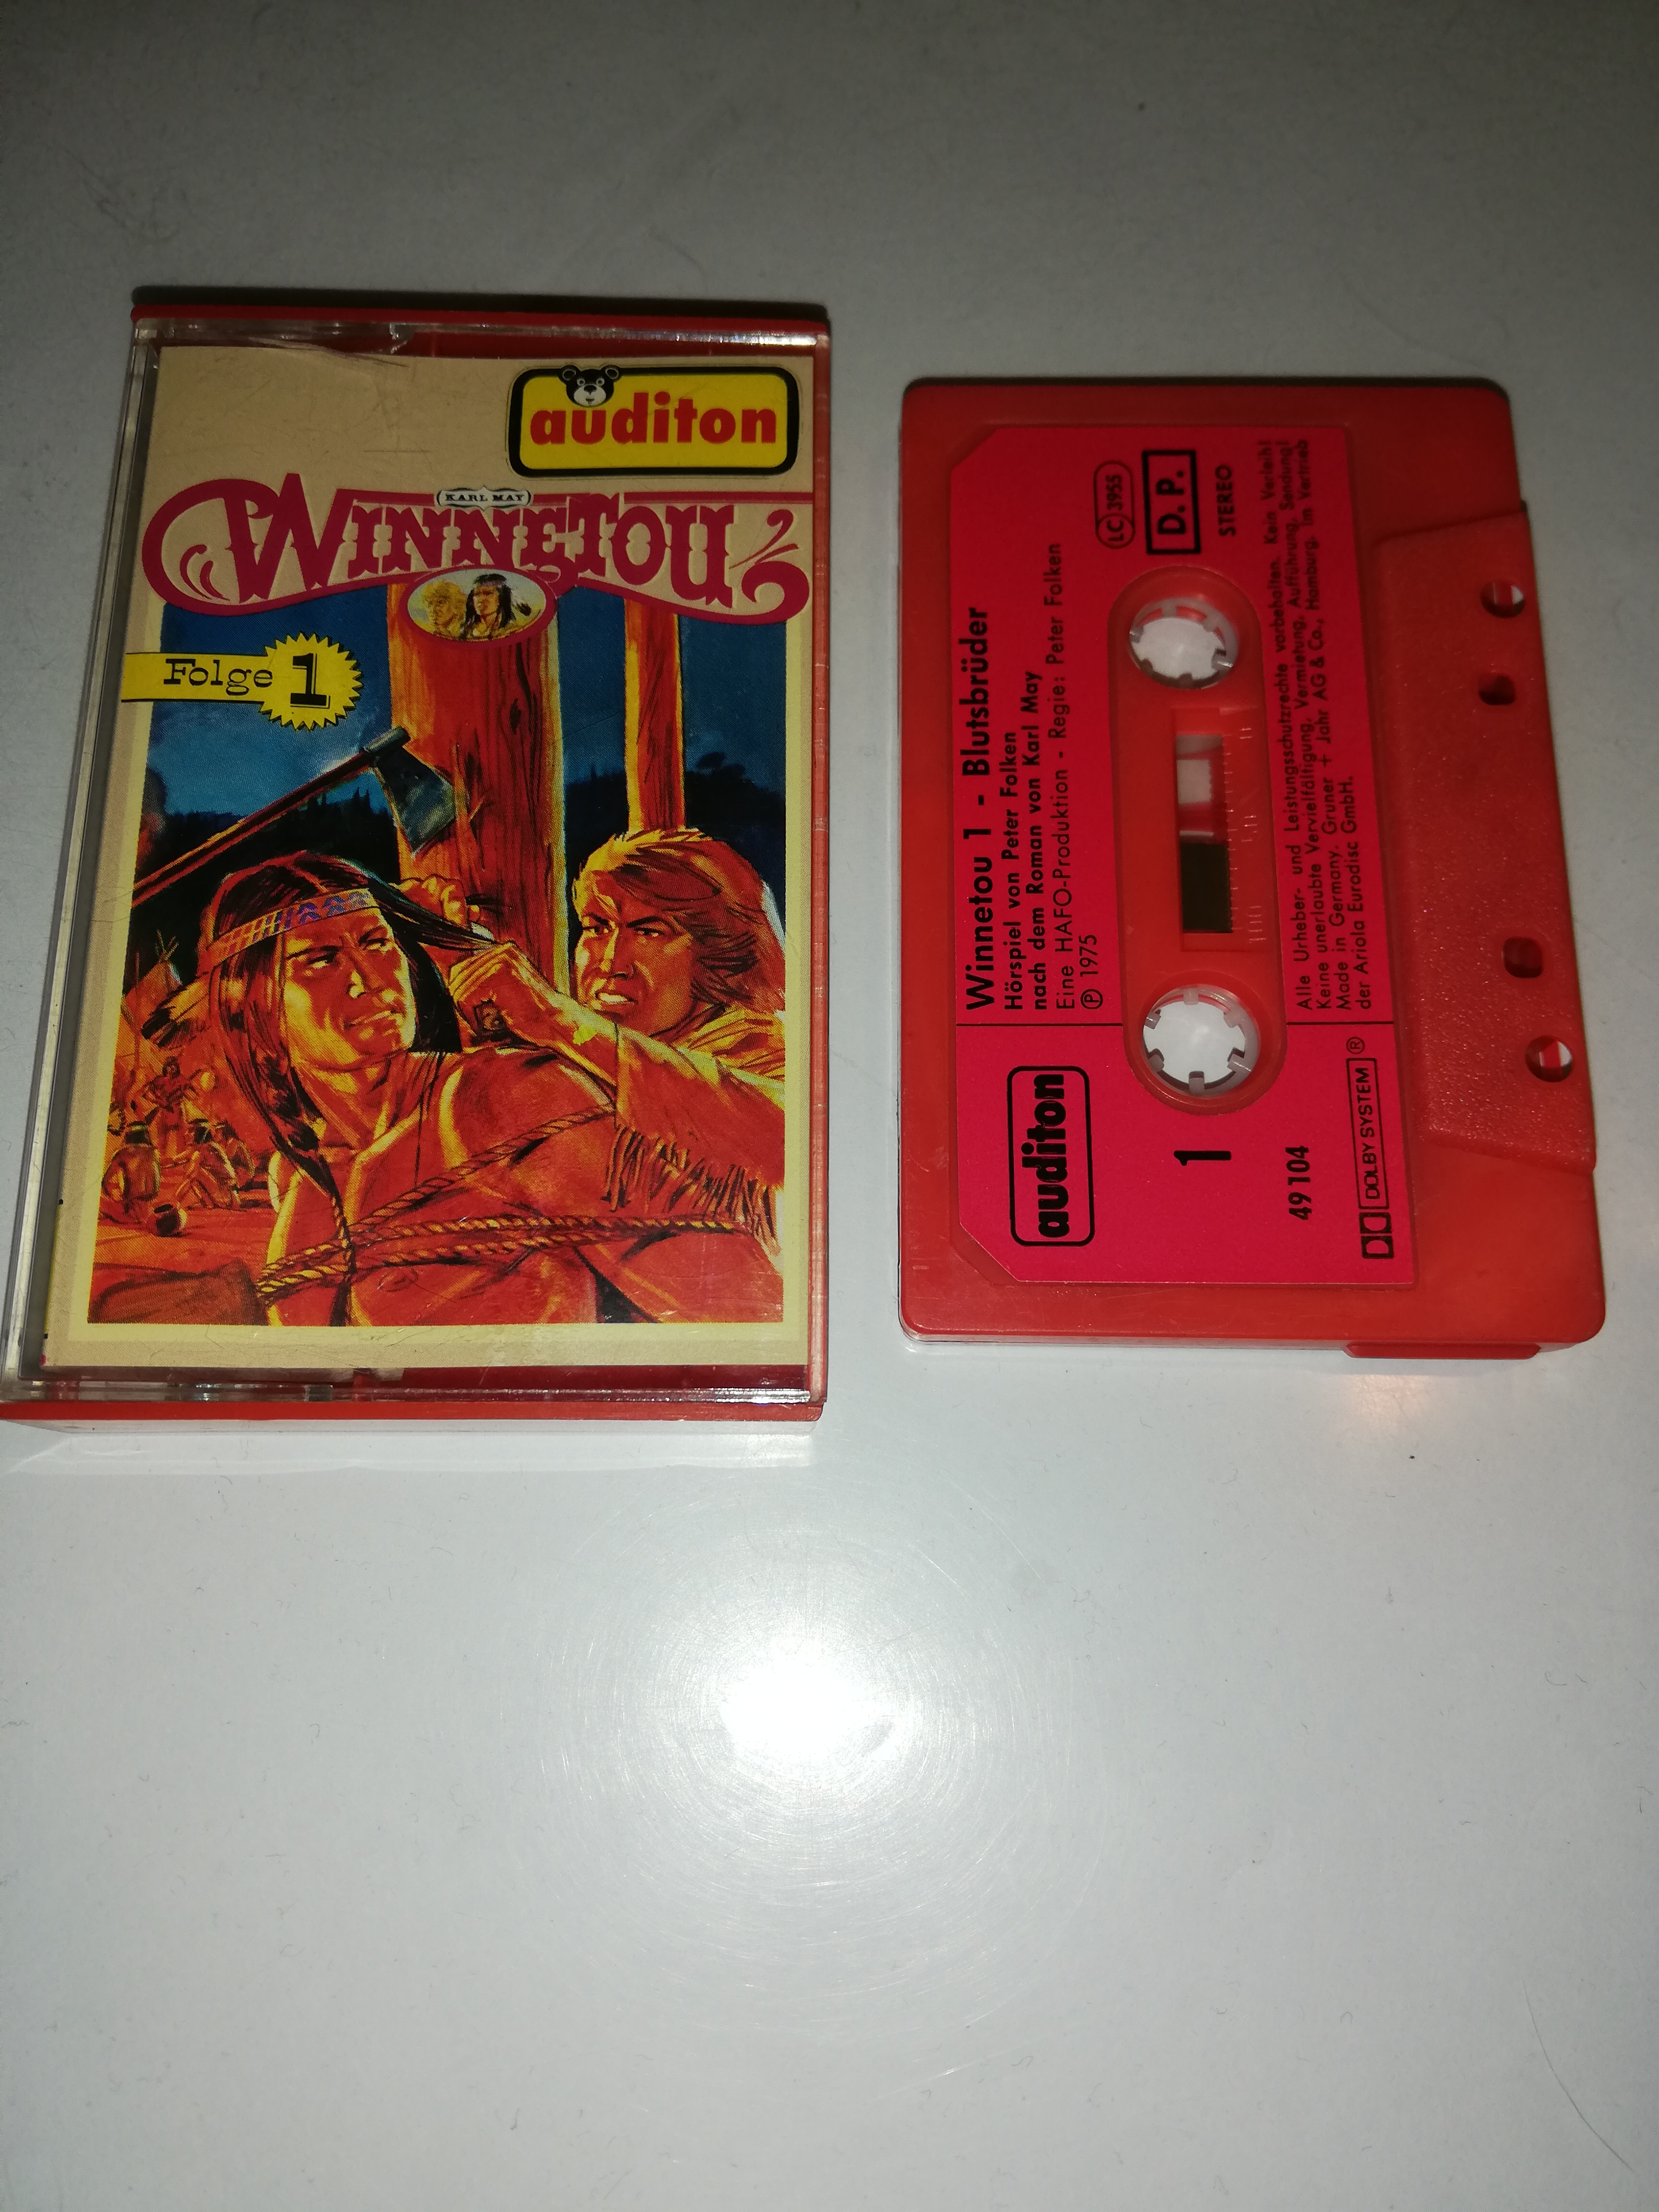 auditon
KARL MAY
WINNETOU
Folge 1
Winnetou 1 - Blutsbrüder
Hörspiel von Peter Folken
nach dem Roman von Karl May
Eine HAFO-Produktion - Regie: Peter Folken
Ⓟ 1975
LC 3955
D. P.
STEREO
auditon
1
49 104
DOLBY SYSTEM ®
Alle Urheber- und Leistungsschutzrechte vorbehalten. Kein Verleih!
Keine unerlaubte Vervielfältigung, Vermietung, Aufführung, Sendung!
Made in Germany. Gruner + Jahr AG & Co., Hamburg. Im Vertrieb
der Ariola Eurodisc GmbH.
100